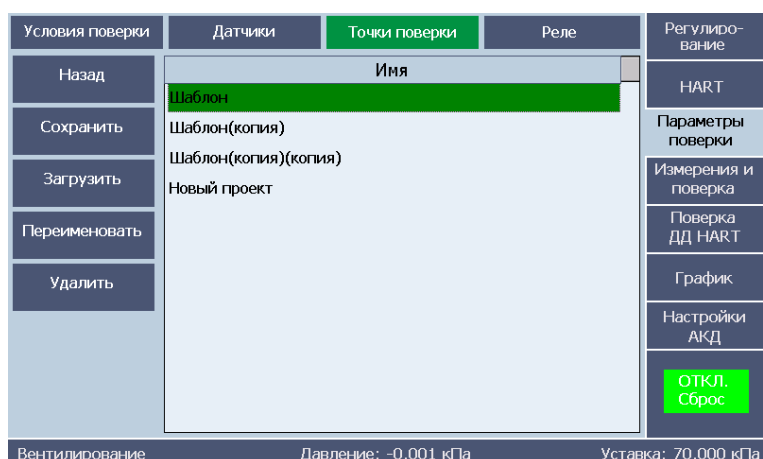 Условия поверки
Датчики
Точки поверки
Реле
Регулиро-
вание
Назад
Имя
HART
Шаблон
Сохранить
Шаблон(копия)
Параметры
поверки
Шаблон(копия)(копия)
Загрузить
Новый проект
Измерения и
поверка
Переименовать
Поверка
ДД HART
Удалить
График
Настройки
АКД
ОТКЛ.
Сброс
Вентилирование
Давление: -0.001 кПа
Уставка: 70.000 кПа